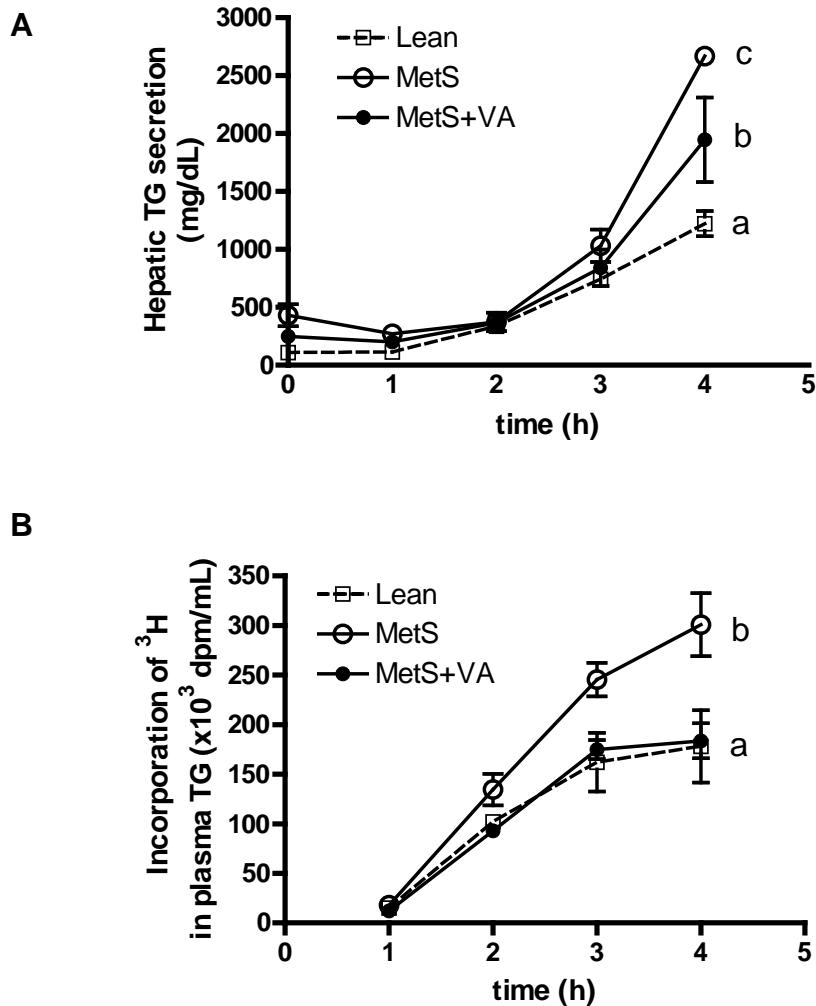 A
Hepatic TG secretion
(mg/dL)
3000
2500
2000
1500
1000
500
0
Lean
MetS
MetS+VA
c
b
a
0 1 2 3 4 5
time (h)
B
Incorporation of ³H
in plasma TG (x10³ dpm/mL)
350
300
250
200
150
100
50
0
Lean
MetS
MetS+VA
b
a
0 1 2 3 4 5
time (h)